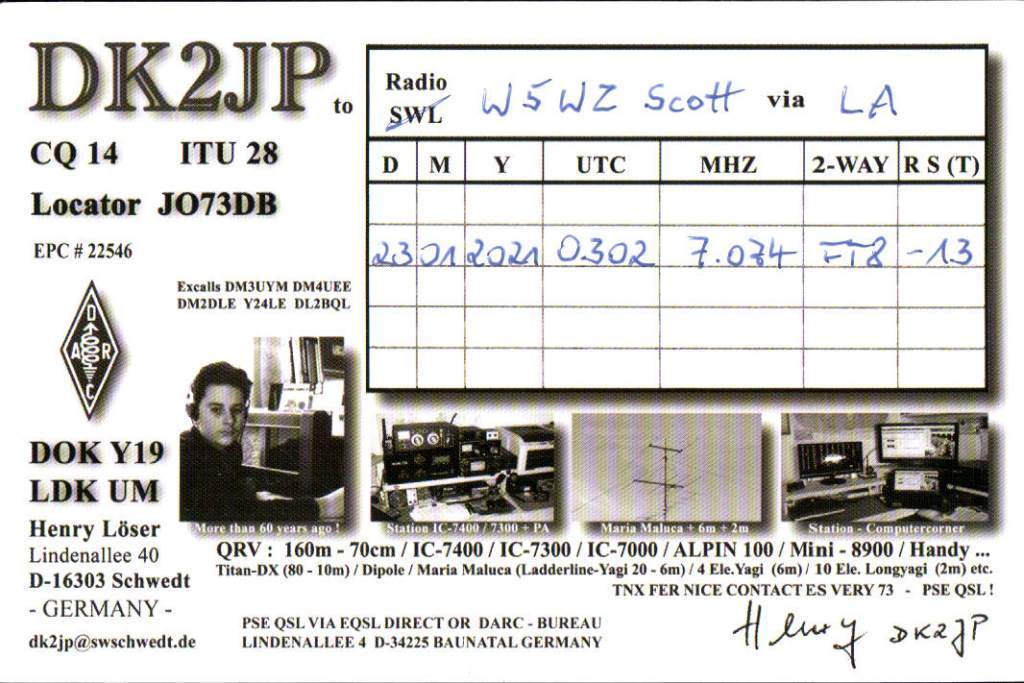 DK2JP to
CQ 14 ITU 28
Locator JO73DB
EPC # 22546
Radio
SWL
W5WZ Scott via LA
D M Y UTC MHZ 2-WAY R S (T)
23 01 2021 0302 7.074 FT8 -13
Excalls DM3UYM DM4UEE
DM2DLE Y24LE DL2BQL
D
A R
C
DOK Y19
LDK UM
Henry Löser
Lindenallee 40
D-16303 Schwedt
- GERMANY -
dk2jp@swschwedt.de
More than 60 years ago !
Station IC-7400 / 7300 + PA
Maria Maluca + 6m + 2m
Station - Computercorner
QRV : 160m - 70cm / IC-7400 / IC-7300 / IC-7000 / ALPIN 100 / Mini - 8900 / Handy ...
Titan-DX (80 - 10m) / Dipole / Maria Maluca (Ladderline-Yagi 20 - 6m) / 4 Ele.Yagi (6m) / 10 Ele. Longyagi (2m) etc.
TNX FER NICE CONTACT ES VERY 73 - PSE QSL !
PSE QSL VIA EQSL DIRECT OR DARC - BUREAU
LINDENALLEE 4 D-34225 BAUNATAL GERMANY
Henry DK2JP